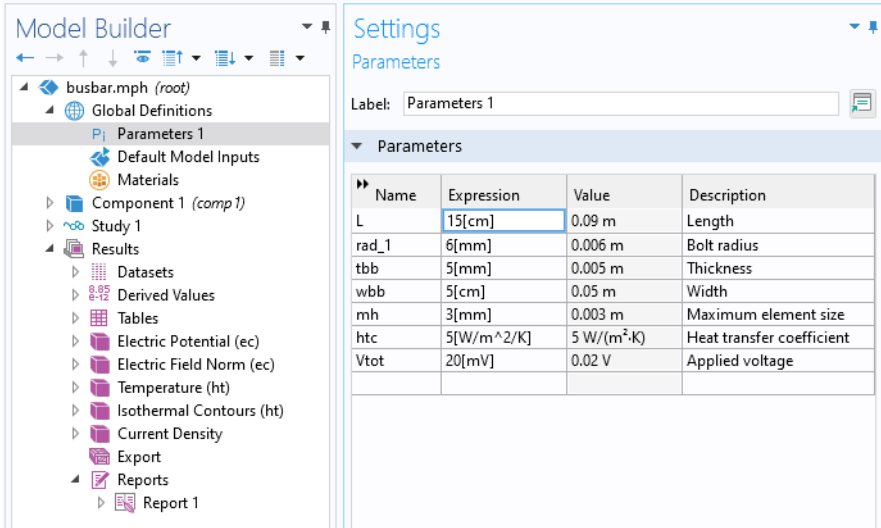 Model Builder
busbar.mph (root)
Global Definitions
Pi Parameters 1
Default Model Inputs
Materials
Component 1 (comp1)
Study 1
Results
Datasets
8.85
e-12 Derived Values
Tables
Electric Potential (ec)
Electric Field Norm (ec)
Temperature (ht)
Isothermal Contours (ht)
Current Density
Export
Reports
Report 1
Settings
Parameters
Label: Parameters 1
Parameters
Name Expression Value Description
L 15[cm] 0.09 m Length
rad_1 6[mm] 0.006 m Bolt radius
tbb 5[mm] 0.005 m Thickness
wbb 5[cm] 0.05 m Width
mh 3[mm] 0.003 m Maximum element size
htc 5[W/m^2/K] 5 W/(m²·K) Heat transfer coefficient
Vtot 20[mV] 0.02 V Applied voltage